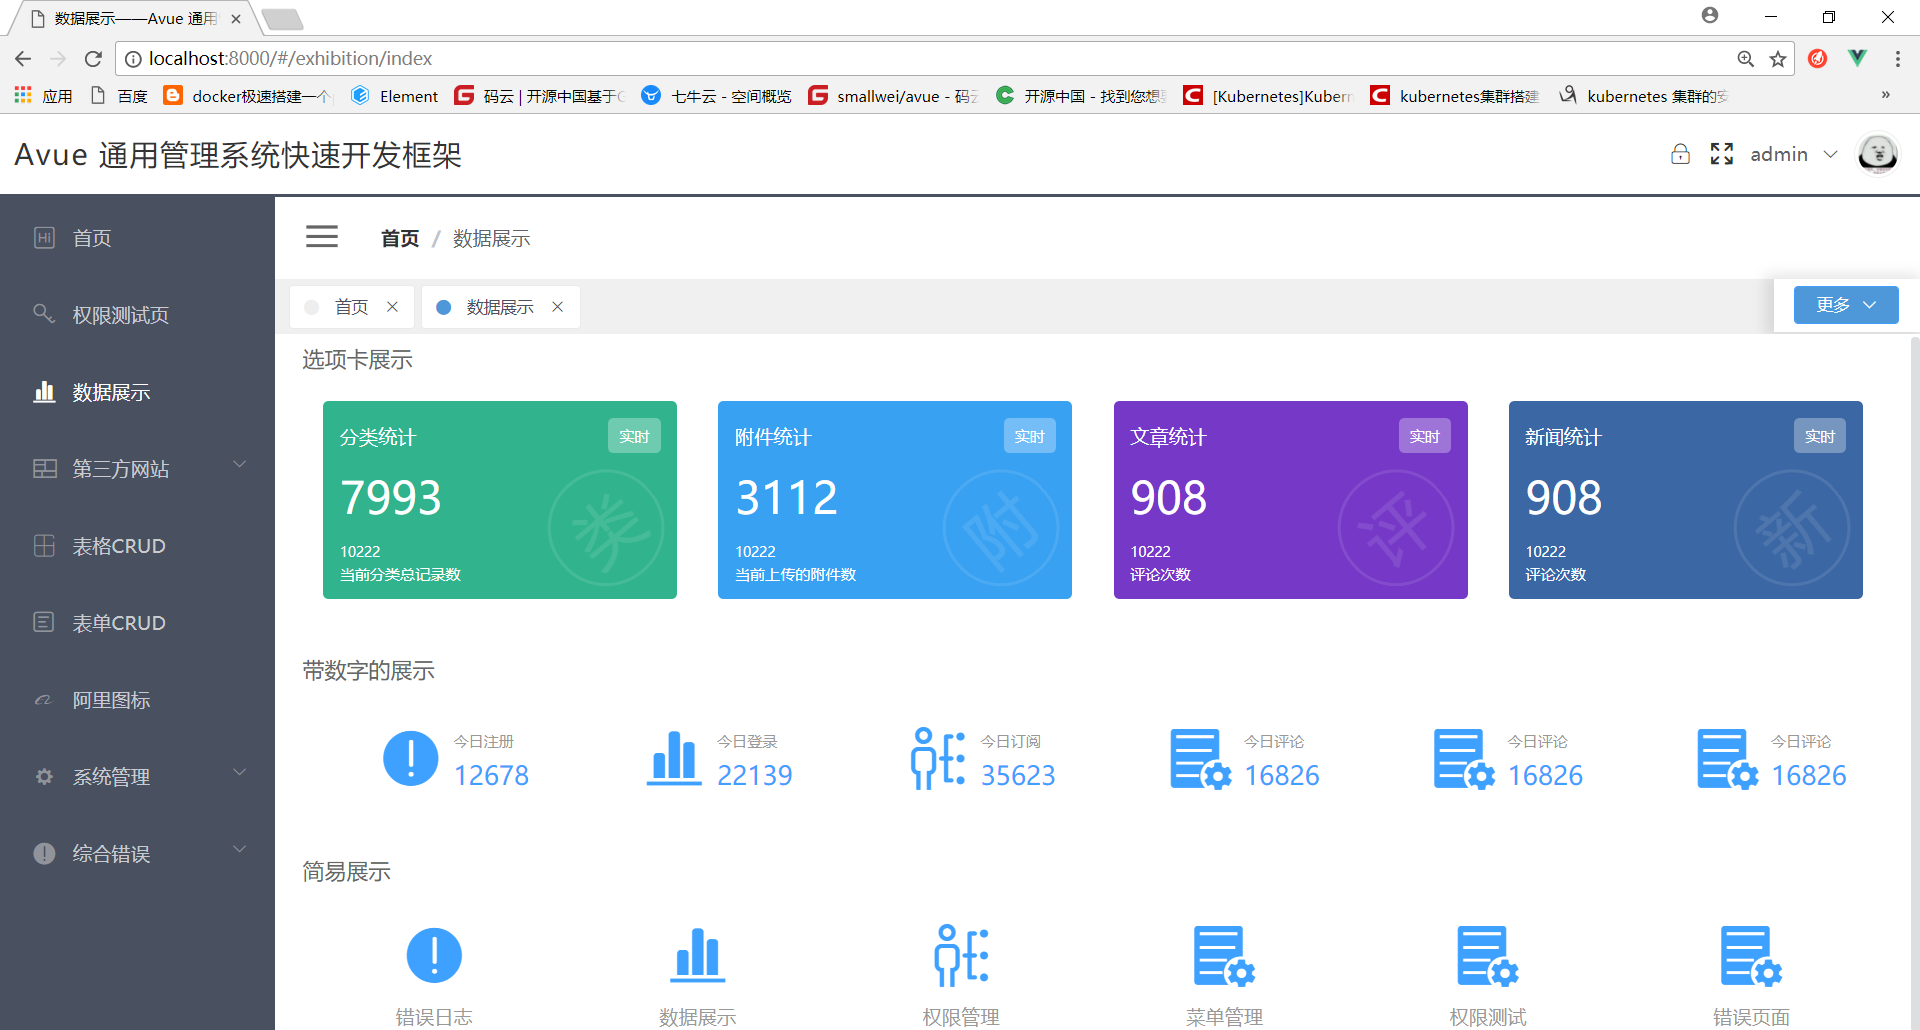 数据展示——Avue 通用
localhost:8000/#/exhibition/index
应用 百度 docker极速搭建一个 Element 码云 | 开源中国基于 七牛云 - 空间概览 smallwei/avue - 码云 开源中国 - 找到您想要 [Kubernetes]Kubern kubernetes集群搭建 kubernetes 集群的安 »
Avue 通用管理系统快速开发框架
admin
Hi 首页
权限测试页
数据展示
第三方网站
表格CRUD
表单CRUD
阿里图标
系统管理
综合错误
首页 / 数据展示
首页 数据展示 更多
选项卡展示
分类统计 实时
7993
10222
当前分类总记录数
类
附件统计 实时
3112
10222
当前上传的附件数
附
文章统计 实时
908
10222
评论次数
评
新闻统计 实时
908
10222
评论次数
新
带数字的展示
今日注册
12678
今日登录
22139
今日订阅
35623
今日评论
16826
今日评论
16826
今日评论
16826
简易展示
错误日志 数据展示 权限管理 菜单管理 权限测试 错误页面